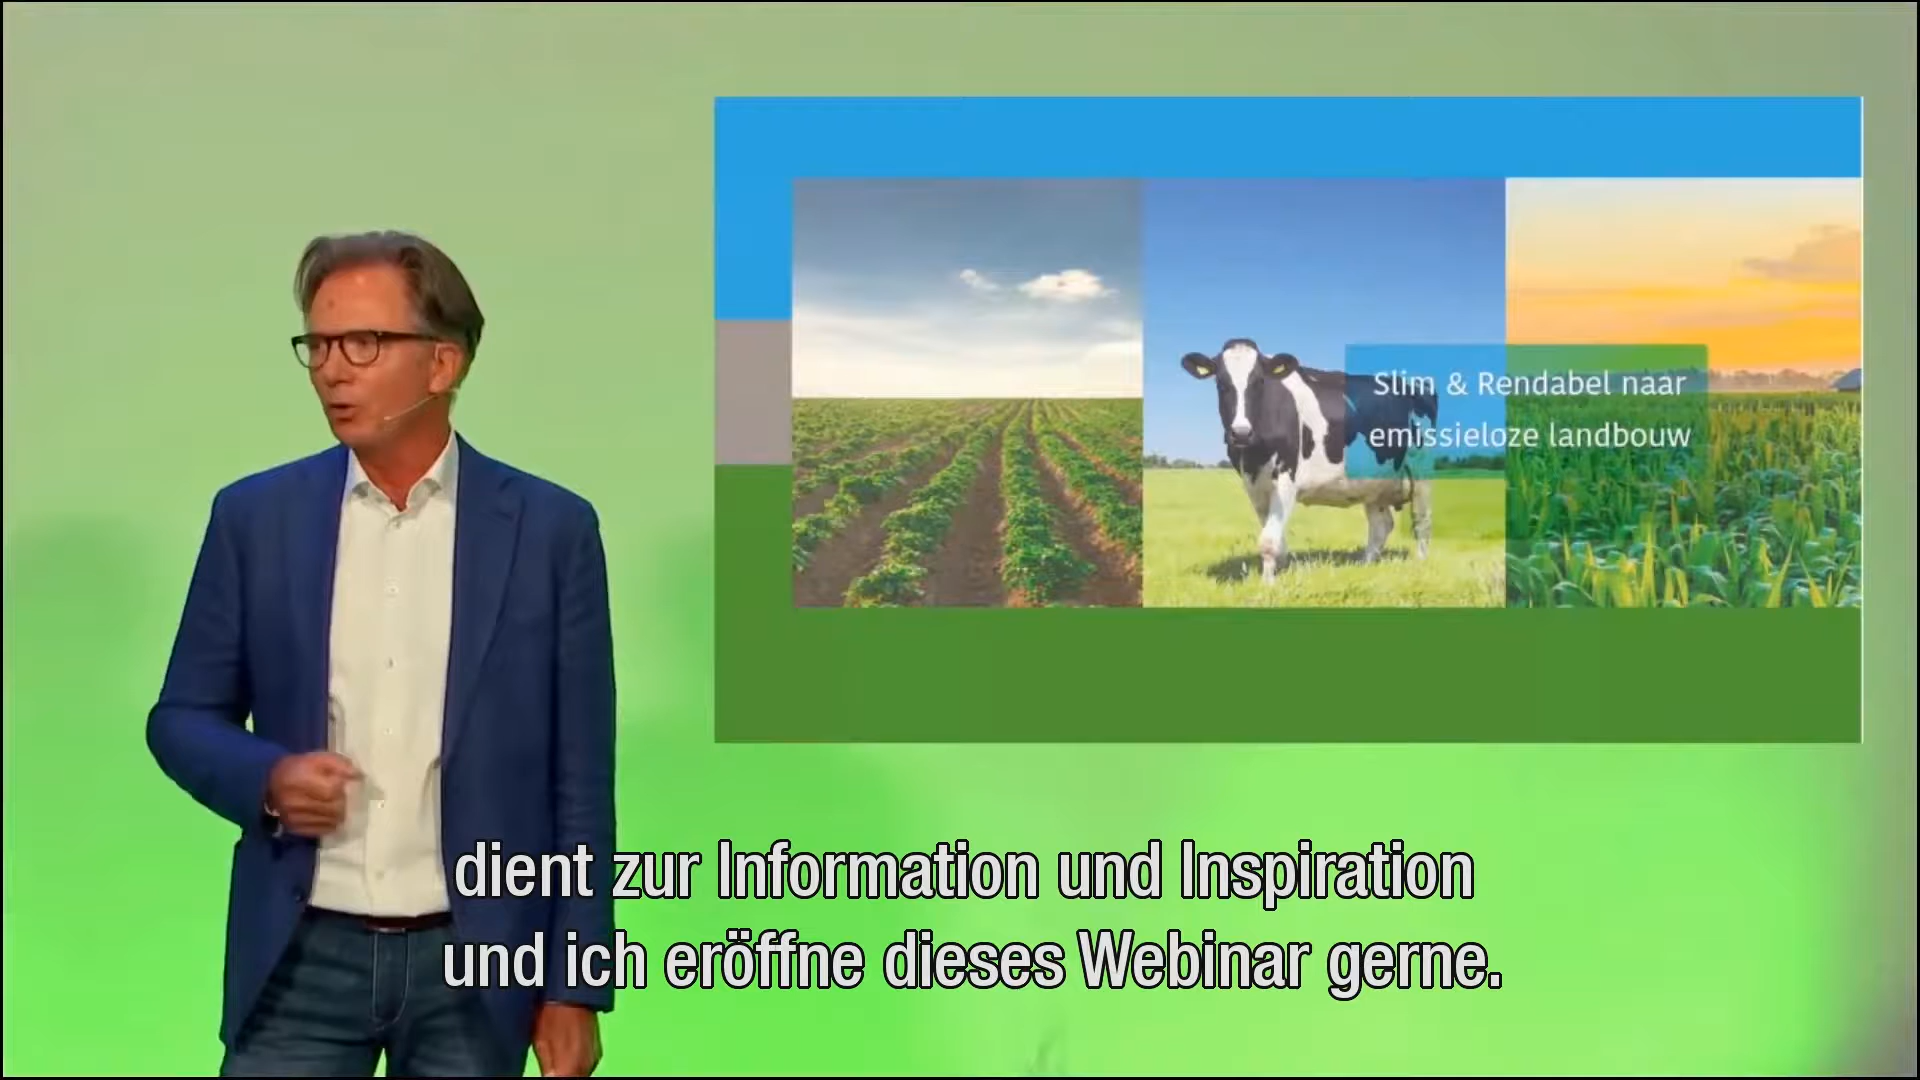 Slim & Rendabel naar
emissieloze landbouw
dient zur Information und Inspiration
und ich eröffne dieses Webinar gerne.